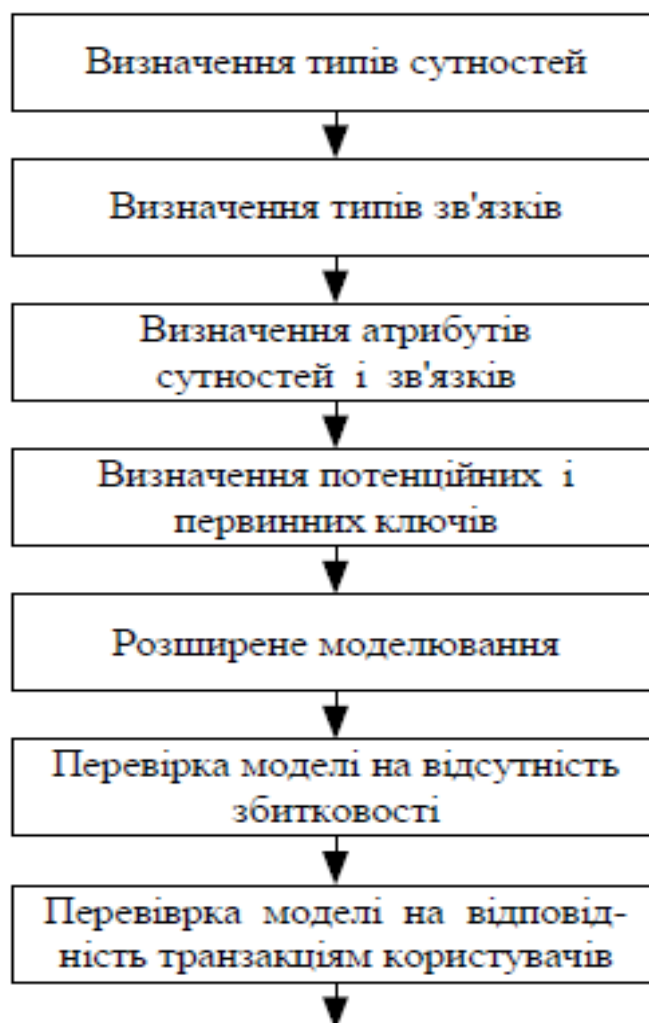 Визначення типів сутностей
Визначення типів зв'язків
Визначення атрибутів
сутностей і зв'язків
Визначення потенційних і
первинних ключів
Розширене моделювання
Перевірка моделі на відсутність
збитковості
Перевіврка моделі на відповід-
ність транзакціям користувачів